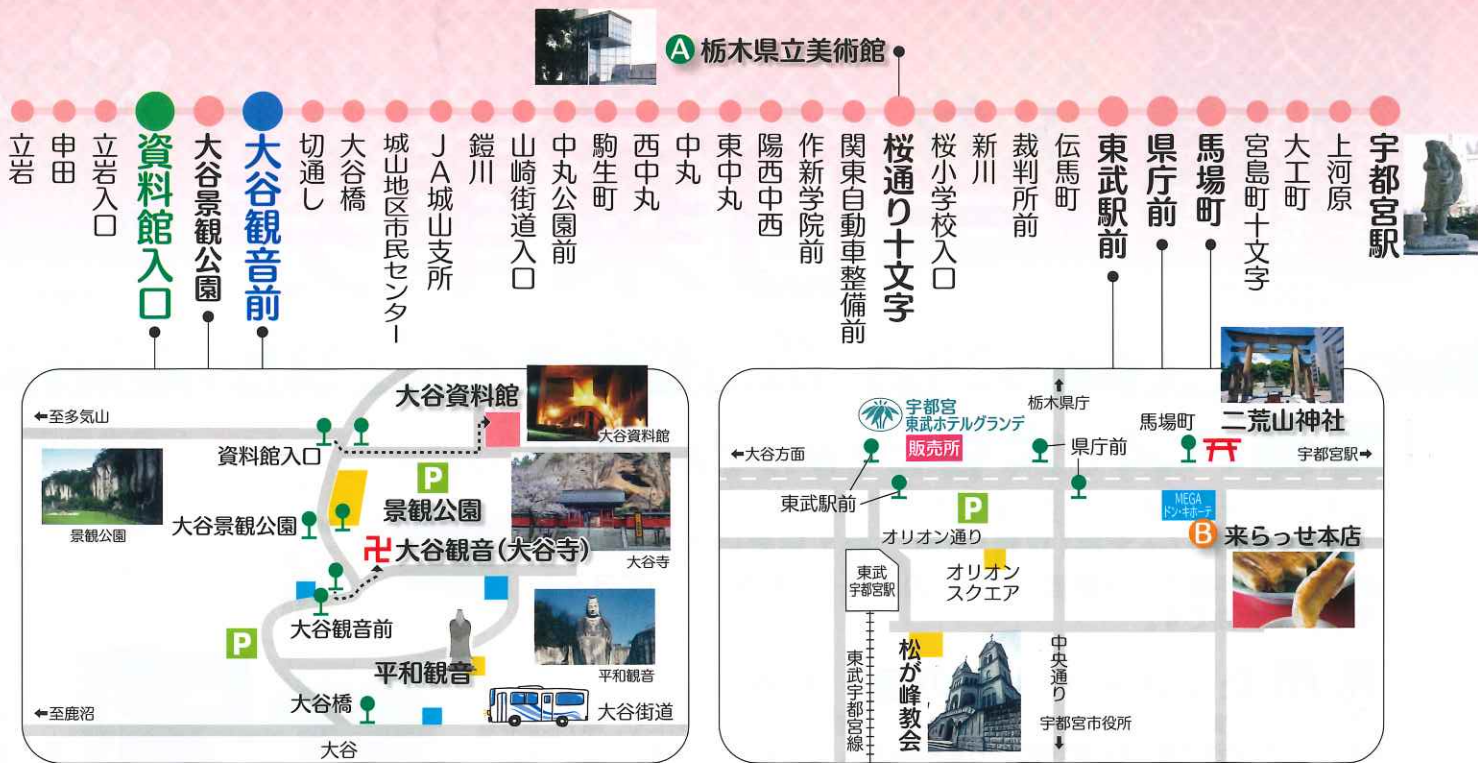 A 栃木県立美術館
立岩
申田
立岩入口
資料館入口
大谷景観公園
大谷観音前
切通し
大谷橋
城山地区市民センター
JA城山支所
鎧川
山崎街道入口
中丸公園前
駒生町
西中丸
中丸
東中丸
陽西中西
作新学院前
関東自動車整備前
桜通り十文字
桜小学校入口
新川
裁判所前
伝馬町
東武駅前
県庁前
馬場町
宮島町十文字
大工町
上河原
宇都宮駅
←至多気山
大谷資料館
大谷資料館
資料館入口
P
景観公園
景観公園
大谷景観公園
卍大谷観音(大谷寺)
大谷寺
大谷観音前
P
平和観音
平和観音
大谷橋
大谷街道
←至鹿沼
大谷
栃木県庁
宇都宮
東武ホテルグランデ
販売所
馬場町
二荒山神社
県庁前
←大谷方面
宇都宮駅→
東武駅前
P
MEGA
ドン・キホーテ
オリオン通り
B 来らっせ本店
東武
宇都宮駅
オリオン
スクエア
東武宇都宮線
松が峰教会
中央通り
宇都宮市役所